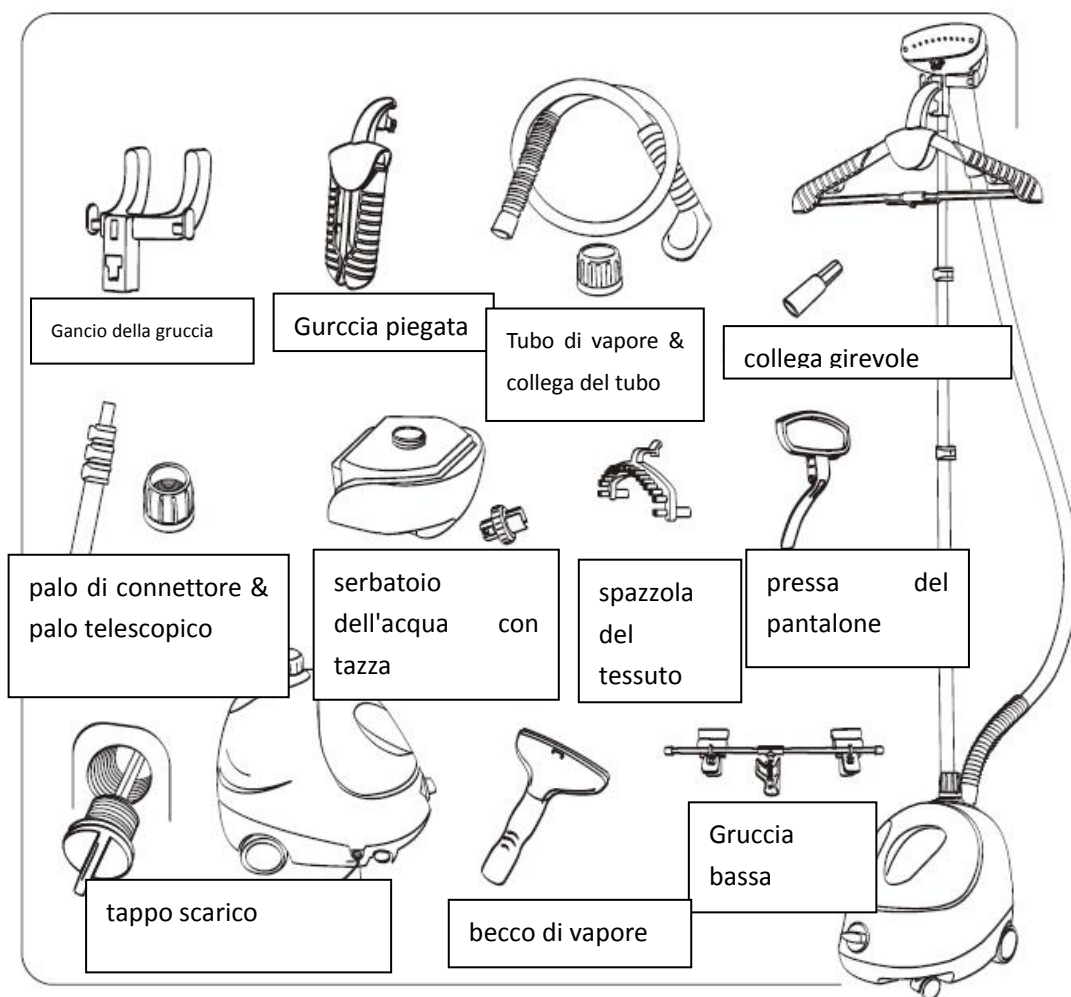 Gancio della gruccia
Gurccia piegata
Tubo di vapore &
collega del tubo
collega girevole
palo di connettore &
palo telescopico
serbatoio
dell'acqua con
tazza
spazzola
del
tessuto
pressa del
pantalone
tappo scarico
becco di vapore
Gruccia
bassa